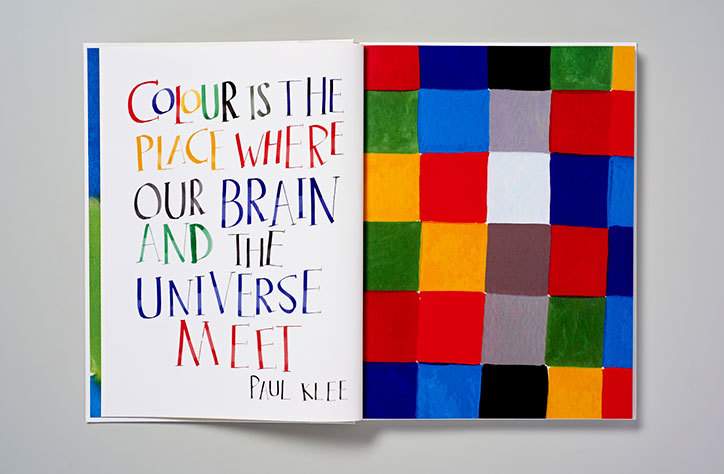 COLOUR IS THE
PLACE WHERE
OUR BRAIN
AND THE
UNIVERSE
MEET
PAUL KLEE